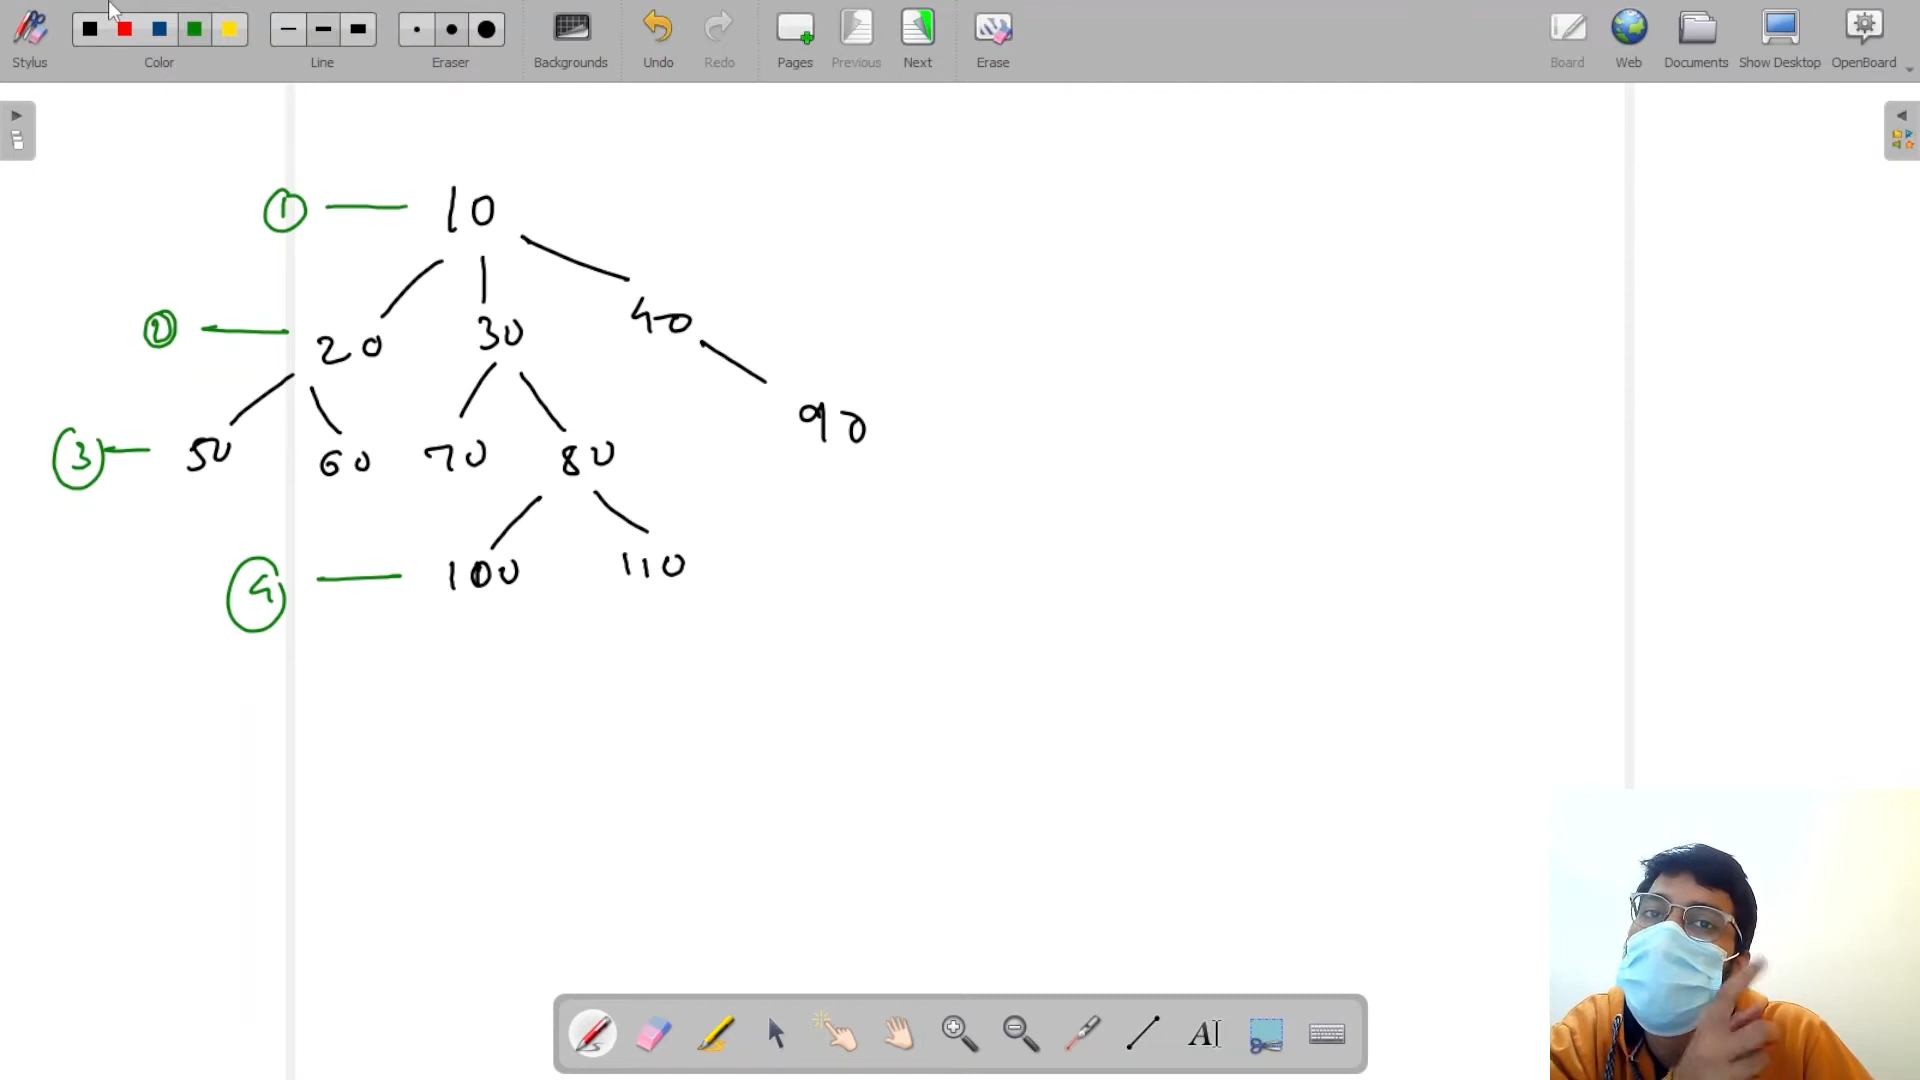 Stylus Color Line Eraser Backgrounds Undo Redo Pages Previous Next Erase Board Web Documents Show Desktop OpenBoard
① 10
② 20 30 40
③ 50 60 70 80 90
④ 100 110